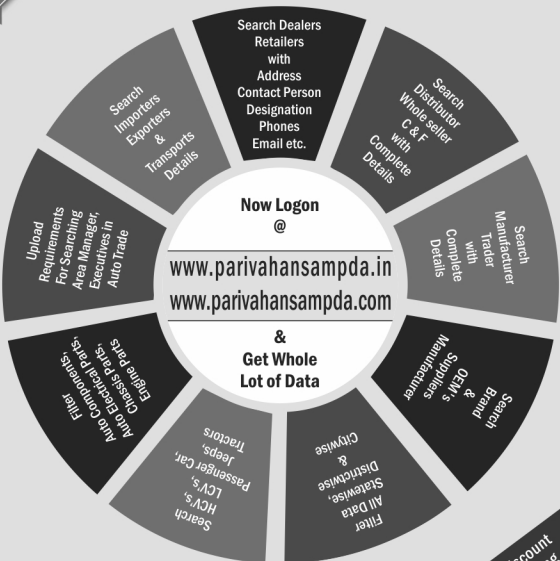 Search Dealers
Retailers
with
Address
Contact Person
Designation
Phones
Email etc.
Search
Distributor
Whole seller
C & F
with
Complete
Details
Search
Manufacturer
Trader
with
Complete
Details
Search
Brand
&
OEM's
Suppliers
Manufacturer
Filter
All Data
Statewise,
Districtwise
&
Citywise
Search
HCV's,
LCV's,
Passenger Car,
Jeeps,
Tractors
Filter
Auto Components,
Auto Electrical Parts,
Chassis Parts,
Engine Parts
Upload
Requirements
For Searching
Area Manager,
Executives in
Auto Trade
Search
Importers
Exporters
&
Transports
Details
Now Logon
@
www.parivahansampda.in
www.parivahansampda.com
&
Get Whole
Lot of Data